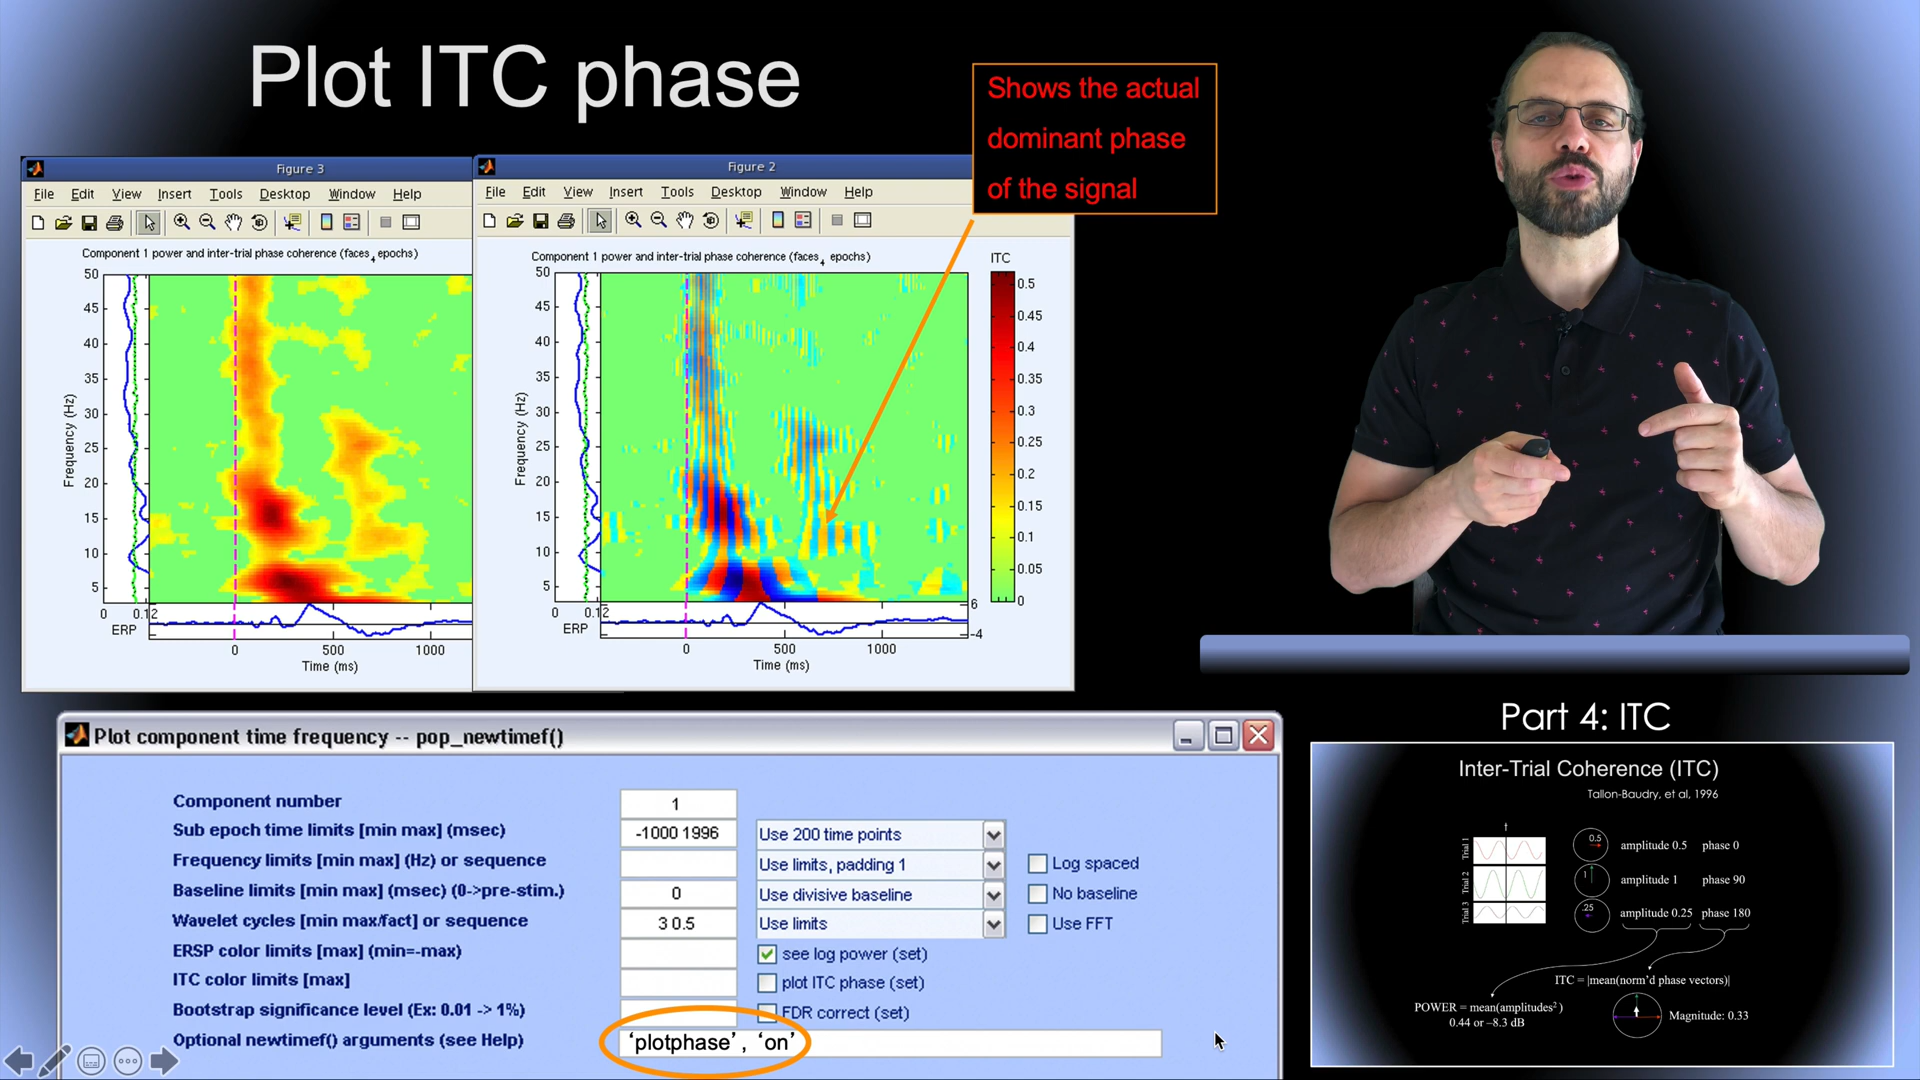 Plot ITC phase
Shows the actual
dominant phase
of the signal
Figure 3
File Edit View Insert Tools Desktop Window Help
Component 1 power and inter-trial phase coherence (faces4 epochs)
50
45
40
35
30
25
20
15
10
5
Frequency (Hz)
0 0.12
ERP
0 500 1000
Time (ms)
Figure 2
File Edit View Insert Tools Desktop Window Help
Component 1 power and inter-trial phase coherence (faces4 epochs)
ITC
50
45
40
35
30
25
20
15
10
5
Frequency (Hz)
0.5
0.45
0.4
0.35
0.3
0.25
0.2
0.15
0.1
0.05
0
0 0.12
6
-4
ERP
0 500 1000
Time (ms)
Plot component time frequency -- pop_newtimef()
Component number 1
Sub epoch time limits [min max] (msec) -1000 1996 Use 200 time points
Frequency limits [min max] (Hz) or sequence Use limits, padding 1 Log spaced
Baseline limits [min max] (msec) (0->pre-stim.) 0 Use divisive baseline No baseline
Wavelet cycles [min max/fact] or sequence 3 0.5 Use limits Use FFT
ERSP color limits [max] (min=-max) see log power (set)
ITC color limits [max] plot ITC phase (set)
Bootstrap significance level (Ex: 0.01 -> 1%) FDR correct (set)
Optional newtimef() arguments (see Help) ‘plotphase’, ‘on’
Part 4: ITC
Inter-Trial Coherence (ITC)
Tallon-Baudry, et al, 1996
t
Trial 1 0.5 amplitude 0.5 phase 0
Trial 2 1 amplitude 1 phase 90
Trial 3 .25 amplitude 0.25 phase 180
ITC = |mean(norm’d phase vectors)|
POWER = mean(amplitudes²)
0.44 or –8.3 dB
Magnitude: 0.33